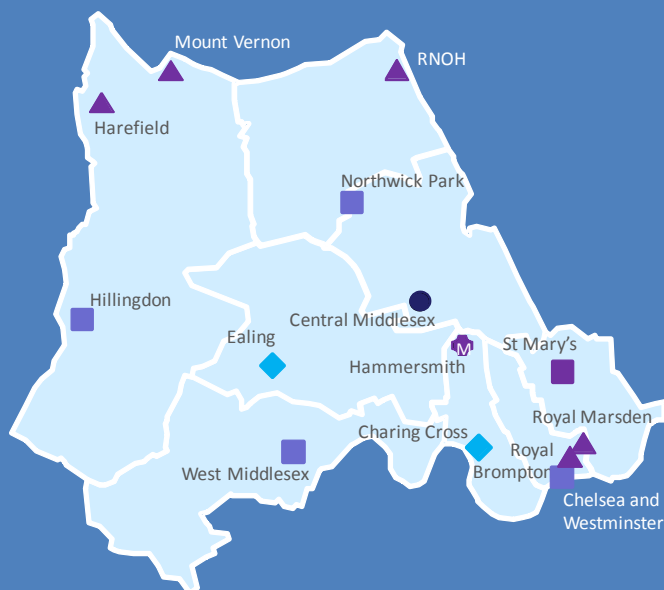 Mount Vernon
RNOH
Harefield
Northwick Park
Hillingdon
Central Middlesex
Ealing
St Mary's
Hammersmith
M
Royal Marsden
Charing Cross
Royal
Brompton
West Middlesex
Chelsea and
Westminster